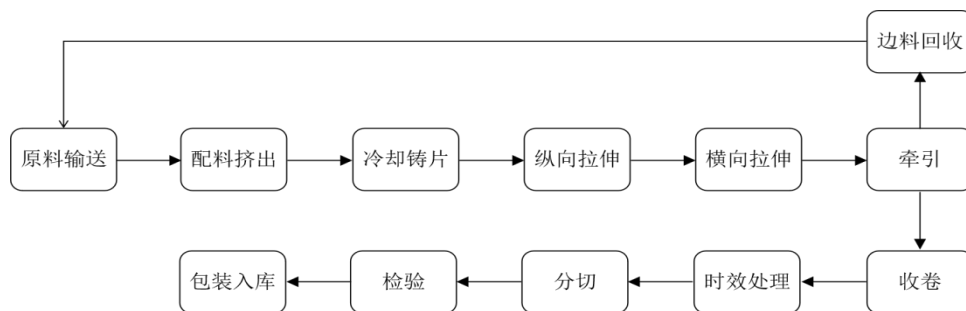 边料回收
原料输送
配料挤出
冷却铸片
纵向拉伸
横向拉伸
牵引
包装入库
检验
分切
时效处理
收卷